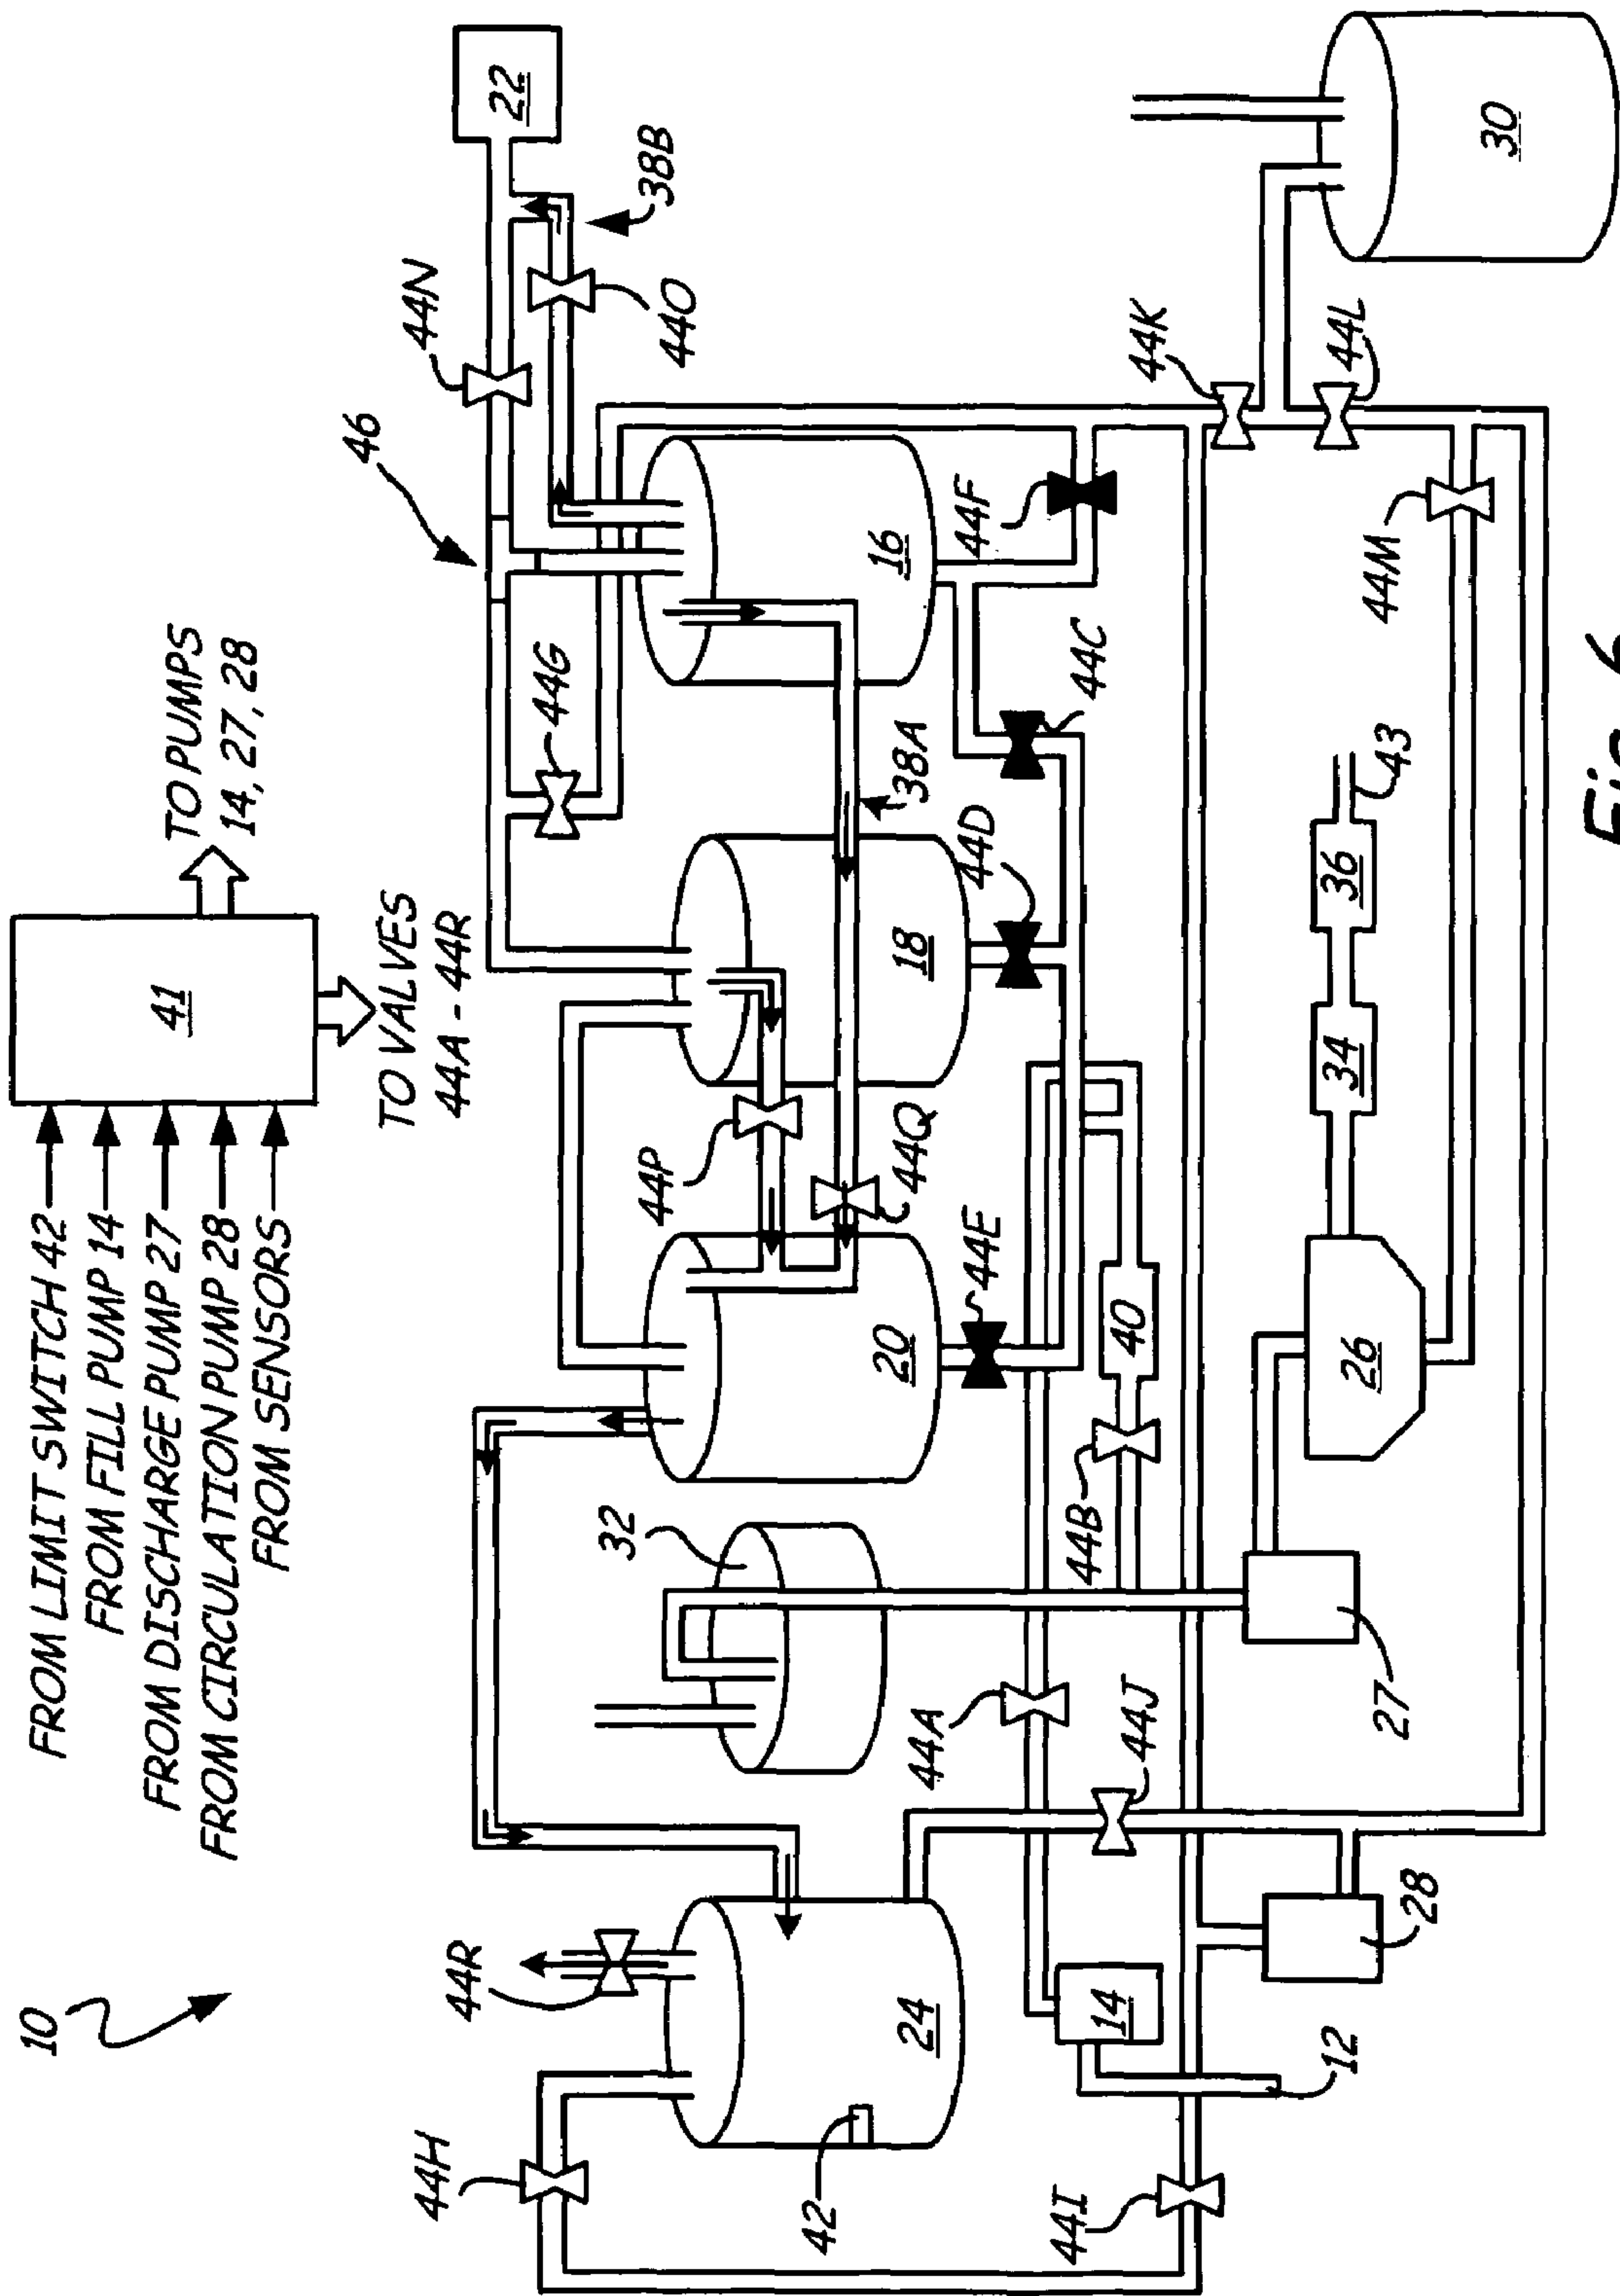 10
FROM LIMIT SWITCH 42
FROM FILL PUMP 14
FROM DISCHARGE PUMP 27
FROM CIRCULATION PUMP 28
FROM SENSORS
41
TO PUMPS
14, 27, 28
TO VALVES
44A - 44R
46
44N
22
38B
44O
44H
44R
24
42
32
20
44P
44Q
18
38A
44G
16
44F
44C
44D
44E
44K
44L
44M
30
44I
12
14
28
44J
44A
27
44B
40
26
34
36
43
Fig. 6